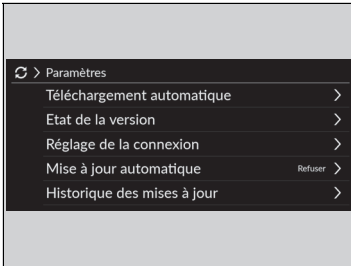 Paramètres
Téléchargement automatique
Etat de la version
Réglage de la connexion
Mise à jour automatique Refuser
Historique des mises à jour